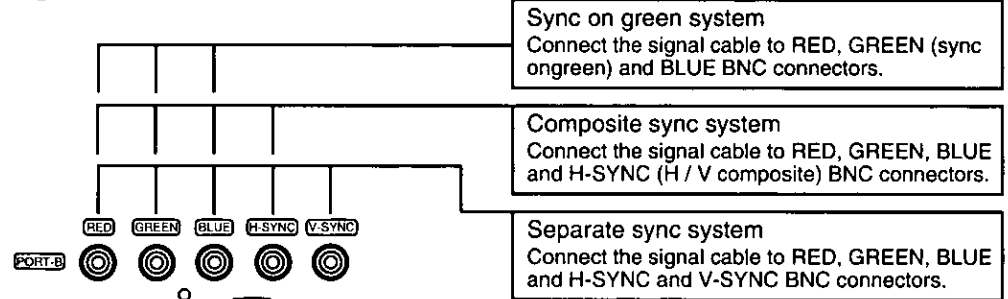 Sync on green system
Connect the signal cable to RED, GREEN (sync
ongreen) and BLUE BNC connectors.
Composite sync system
Connect the signal cable to RED, GREEN, BLUE
and H-SYNC (H / V composite) BNC connectors.
Separate sync system
Connect the signal cable to RED, GREEN, BLUE
and H-SYNC and V-SYNC BNC connectors.
RED GREEN BLUE H-SYNC V-SYNC
PORT-B